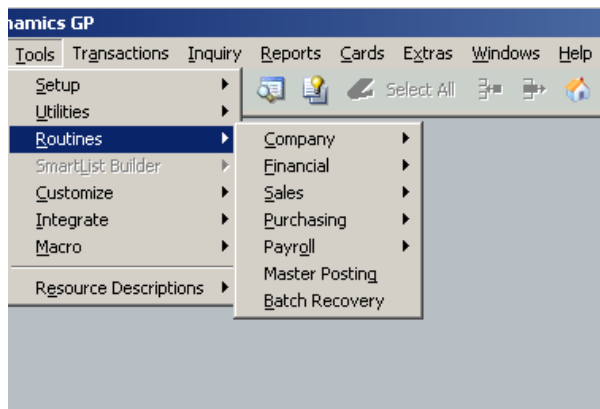 namics GP
Tools Transactions Inquiry Reports Cards Extras Windows Help
Select All
Setup
Utilities
Routines
SmartList Builder
Customize
Integrate
Macro
Resource Descriptions
Company
Financial
Sales
Purchasing
Payroll
Master Posting
Batch Recovery